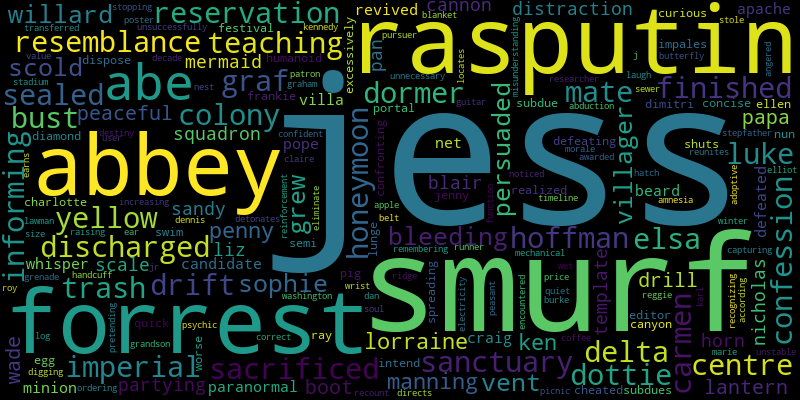 willard
stopping
poster
reservation
revived
cannon
distraction
curious
apache
transferred
unsuccessfully
festival
kennedy
blanket
stole
resemblance
teaching
pursuer
rasputin
impales
butterfly
mermaid
humanoid
excessively
pan
misunderstanding
angered
scold
value
dispose
decade
patron
locates
unnecessary
researcher
j
laugh
sewer
stadium
abe
graf
nest
graham
frankie
villa
dormer
mate
finished
sealed
colony
portal
subdue
abduction
dimitri
concise
ellen
bust
peaceful
diamond
destiny
user
confident
squadron
pope
claire
jess
guitar
defeating
morale
awarded
papa
nun
stepfather
net
shuts
reunites
luke
informing
abbey
honeymoon
confronting
persuaded
villagers
blair
jenny
noticed
realized
timeline
beard
amnesia
adoptive
hatch
elliot
defeated
earns
charlotte
sandy
grew
reinforcement
eliminate
apple
belt
lawman
increasing
dennis
yellow
penny
semi
lunge
bleeding
hoffman
elsa
winter
capturing
confession
size
raising
ear
swim
discharged
liz
remembering
runner
mechanical
whisper
scale
candidate
pig
ridge
smurf
drill
nicholas
roy
grenade
handcuff
jr
detonates
trash
drift
sophie
wrist
spreading
electricity
peasant
encountered
price
quiet
burke
template
reggie
recognizing
according
forrest
washington
dan
soul
editor
canyon
carmen
horn
log
pretending
quick
psychic
correct
ray
lorraine
craig
ken
coffee
marie
unstable
wade
grandson
worse
delta
centre
egg
digging
imperial
sacrificed
intend
sanctuary
dottie
minion
ordering
partying
paranormal
boot
recount
manning
directs
vent
picnic
cheated
subdues
lantern